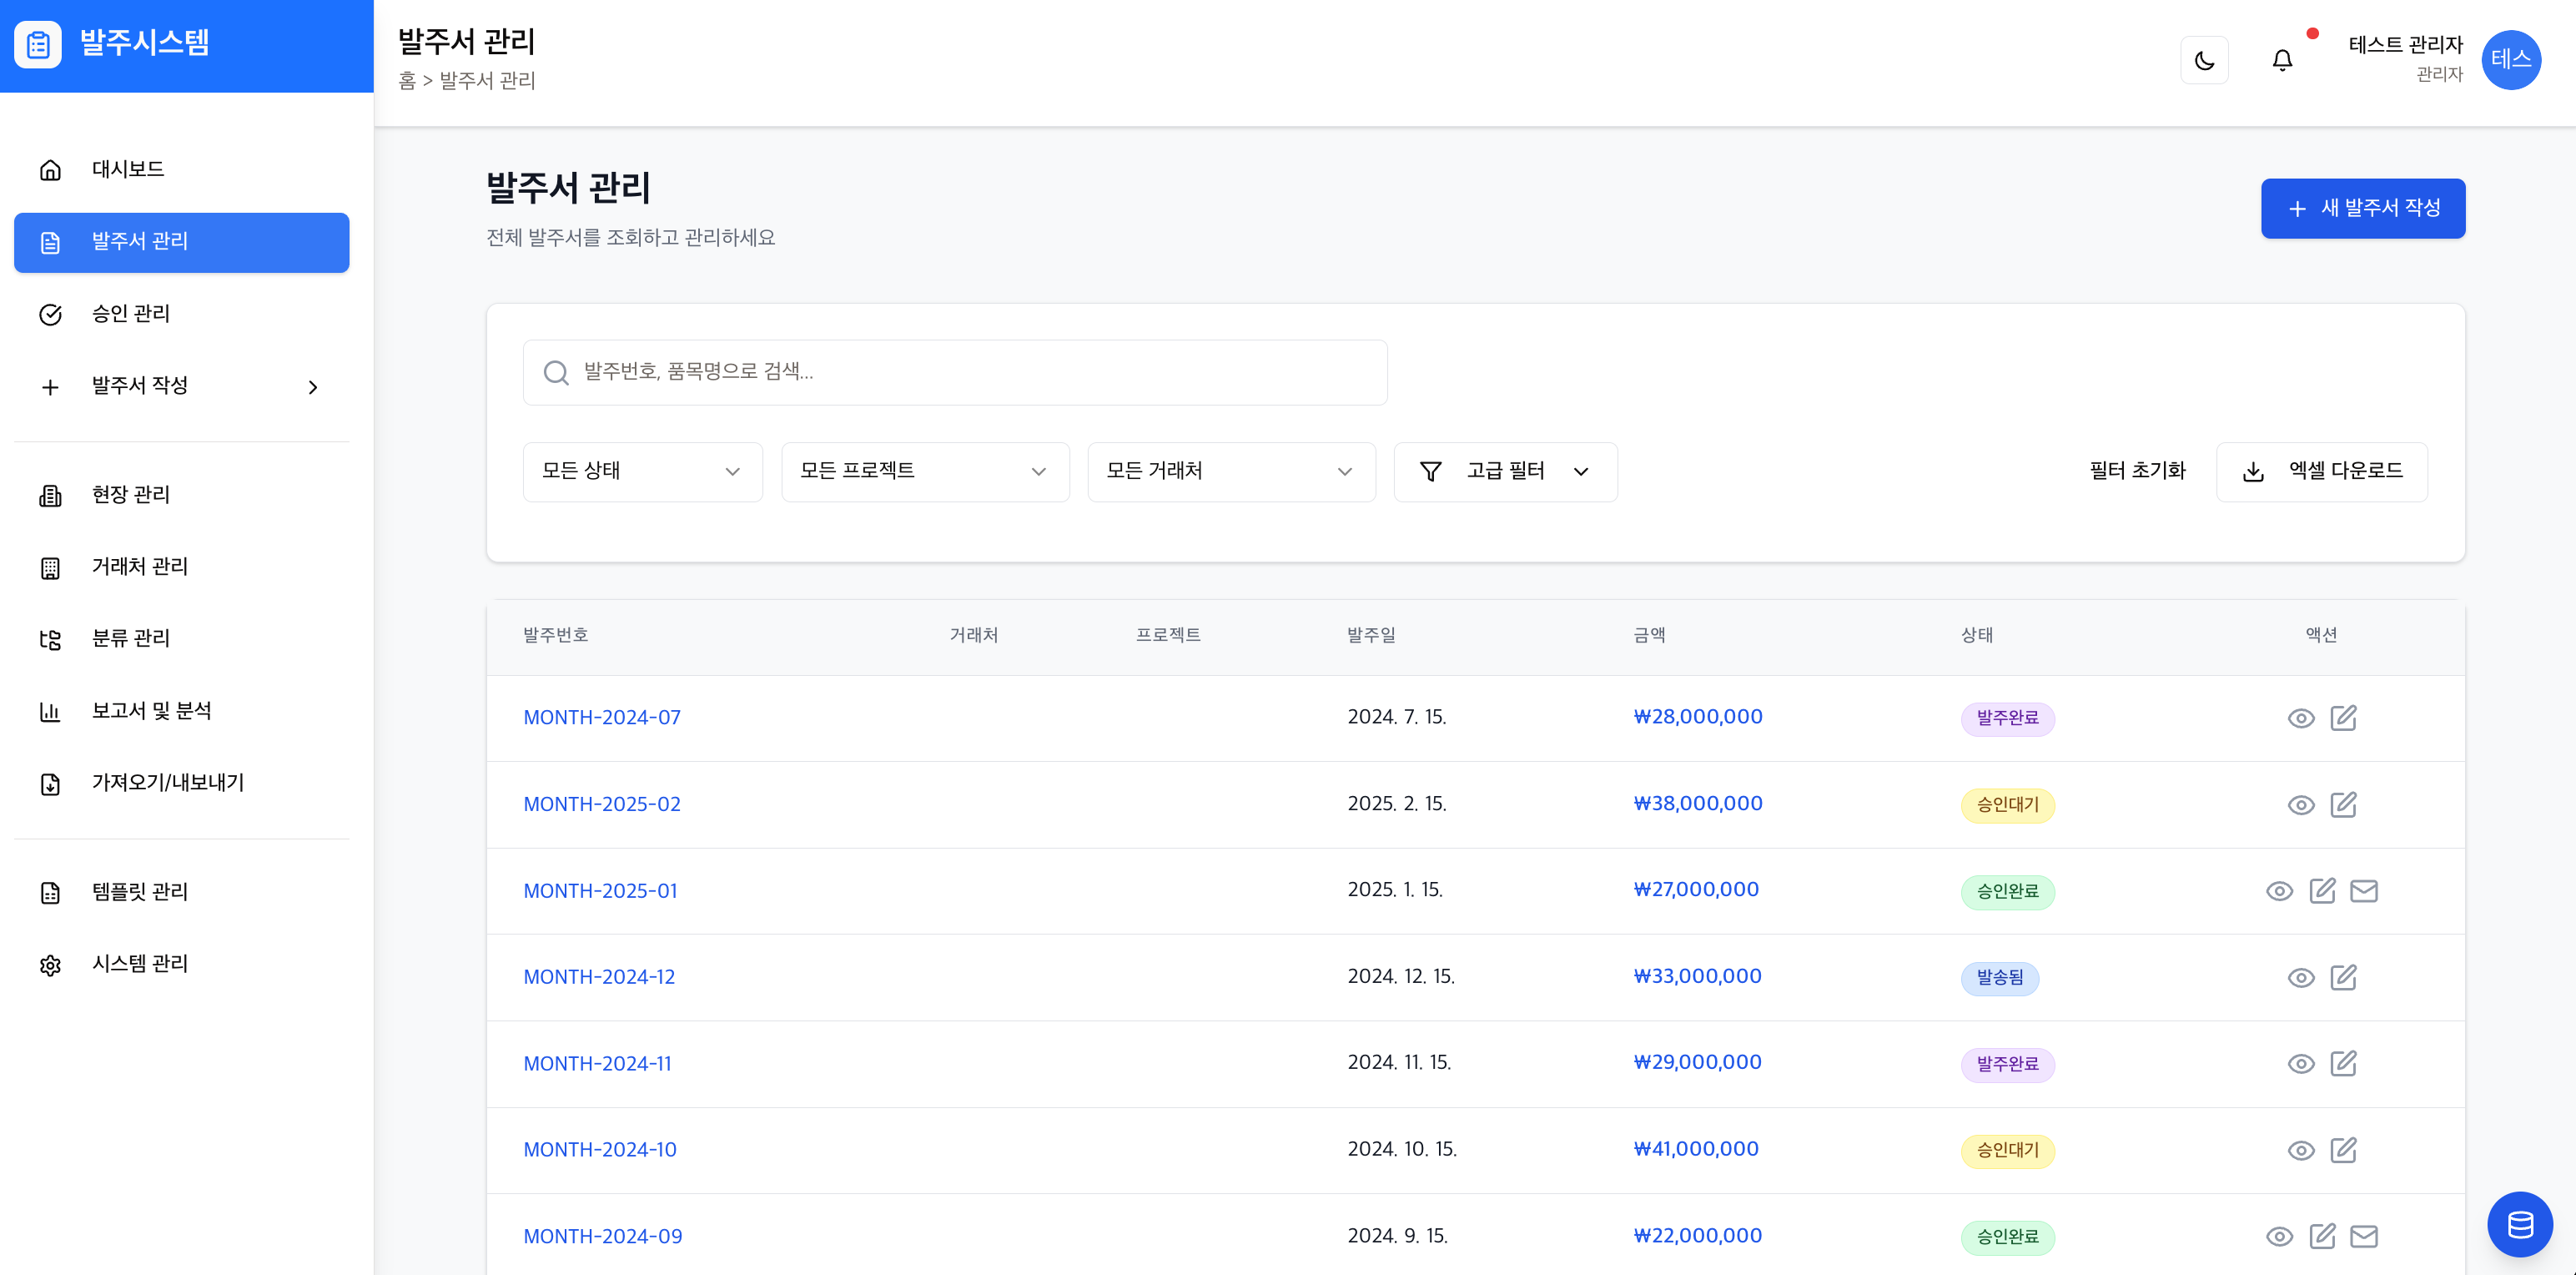 발주시스템
대시보드
발주서 관리
승인 관리
발주서 작성
현장 관리
거래처 관리
분류 관리
보고서 및 분석
가져오기/내보내기
템플릿 관리
시스템 관리
발주서 관리
홈 > 발주서 관리
테스트 관리자
관리자
테스
발주서 관리
전체 발주서를 조회하고 관리하세요
새 발주서 작성
발주번호, 품목명으로 검색...
모든 상태 모든 프로젝트 모든 거래처 고급 필터 필터 초기화 엑셀 다운로드
발주번호 거래처 프로젝트 발주일 금액 상태 액션
MONTH-2024-07 2024. 7. 15. ₩28,000,000 발주완료
MONTH-2025-02 2025. 2. 15. ₩38,000,000 승인대기
MONTH-2025-01 2025. 1. 15. ₩27,000,000 승인완료
MONTH-2024-12 2024. 12. 15. ₩33,000,000 발송됨
MONTH-2024-11 2024. 11. 15. ₩29,000,000 발주완료
MONTH-2024-10 2024. 10. 15. ₩41,000,000 승인대기
MONTH-2024-09 2024. 9. 15. ₩22,000,000 승인완료